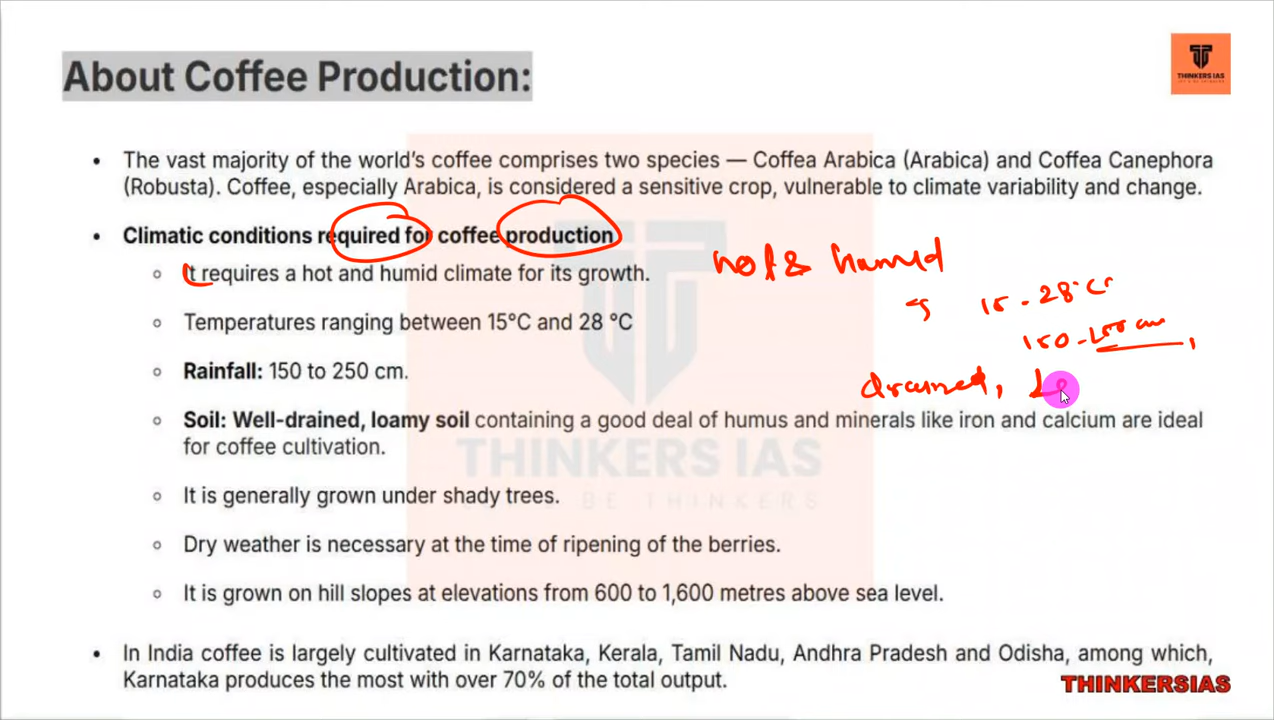 About Coffee Production:
THINKERS IAS
LET'S BE THINKERS
• The vast majority of the world's coffee comprises two species — Coffea Arabica (Arabica) and Coffea Canephora
(Robusta). Coffee, especially Arabica, is considered a sensitive crop, vulnerable to climate variability and change.
• Climatic conditions required for coffee production
○ It requires a hot and humid climate for its growth.
hot & humid
○ Temperatures ranging between 15°C and 28 °C
15 - 28°C
○ Rainfall: 150 to 250 cm.
150 -
drained,
○ Soil: Well-drained, loamy soil containing a good deal of humus and minerals like iron and calcium are ideal
for coffee cultivation.
THINKERS IAS
○ It is generally grown under shady trees.
LET'S BE THINKERS
○ Dry weather is necessary at the time of ripening of the berries.
○ It is grown on hill slopes at elevations from 600 to 1,600 metres above sea level.
• In India coffee is largely cultivated in Karnataka, Kerala, Tamil Nadu, Andhra Pradesh and Odisha, among which,
Karnataka produces the most with over 70% of the total output.
THINKERSIAS